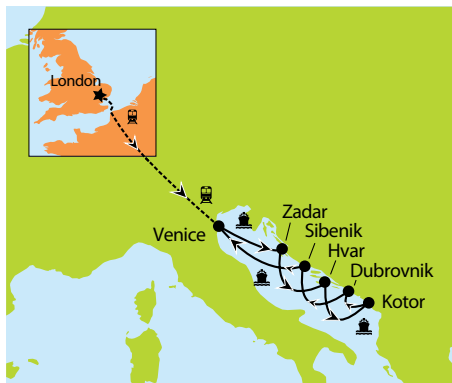 London
Zadar
Sibenik
Venice
Hvar
Dubrovnik
Kotor